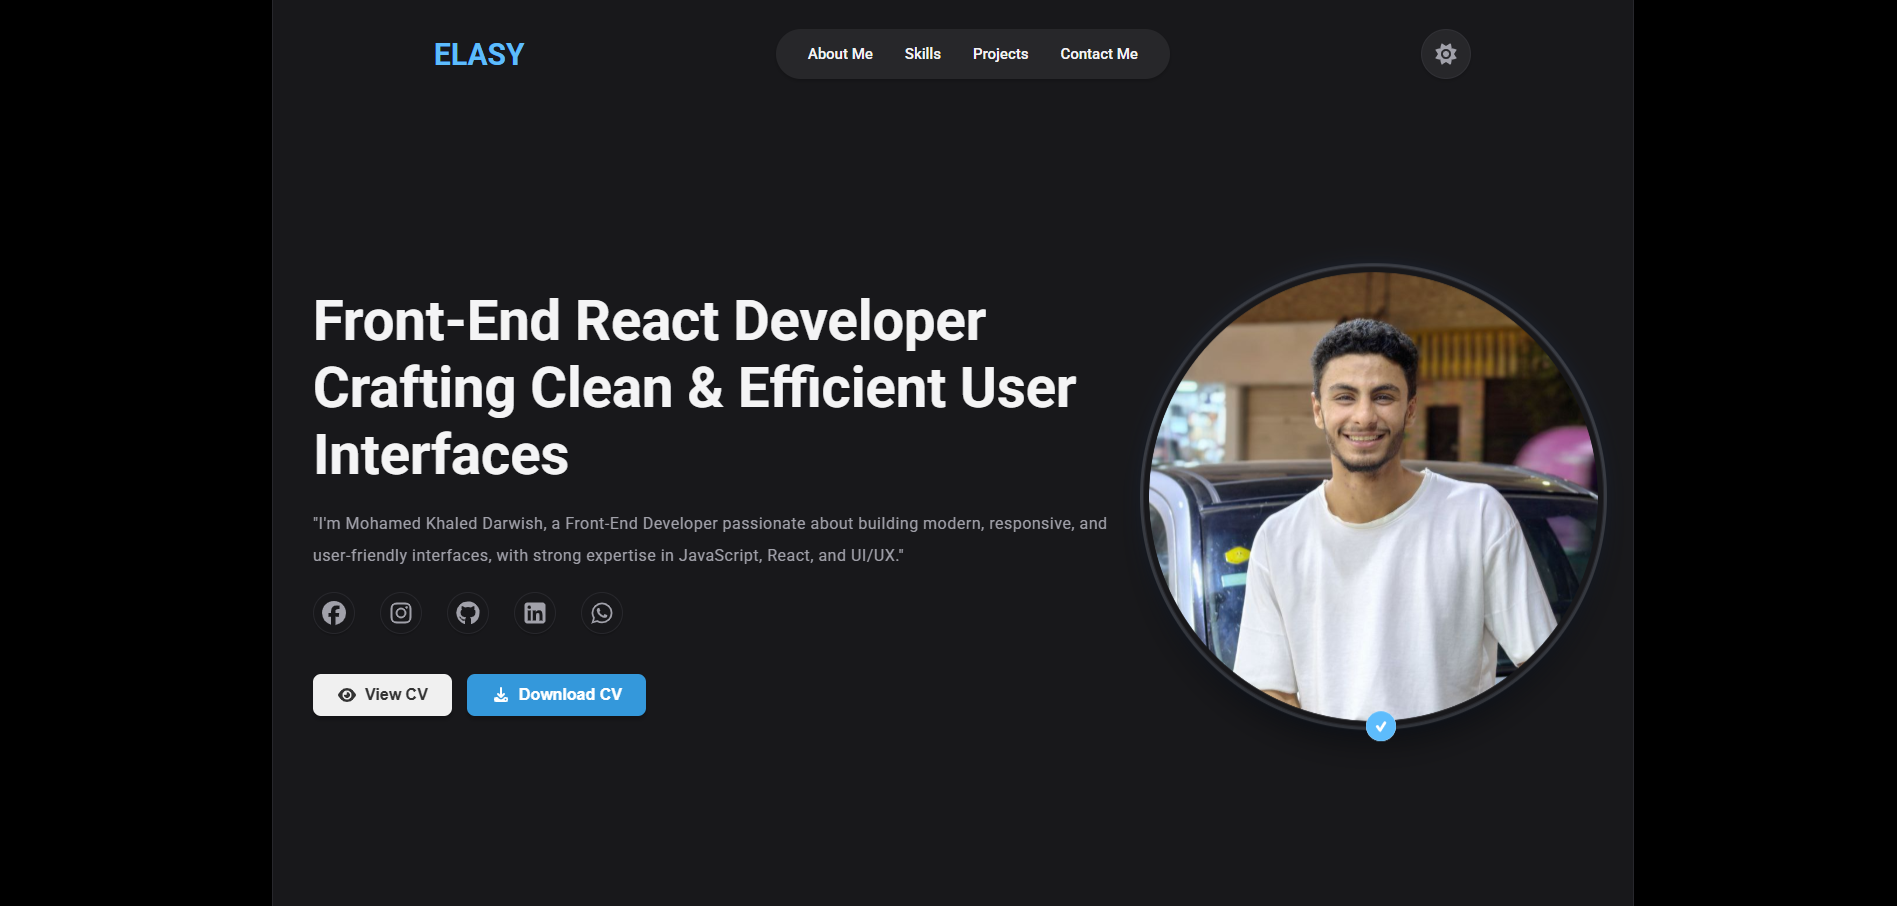 ELASY
About Me
Skills
Projects
Contact Me
Front-End React Developer
Crafting Clean & Efficient User
Interfaces
"I'm Mohamed Khaled Darwish, a Front-End Developer passionate about building modern, responsive, and
user-friendly interfaces, with strong expertise in JavaScript, React, and UI/UX."
View CV
Download CV